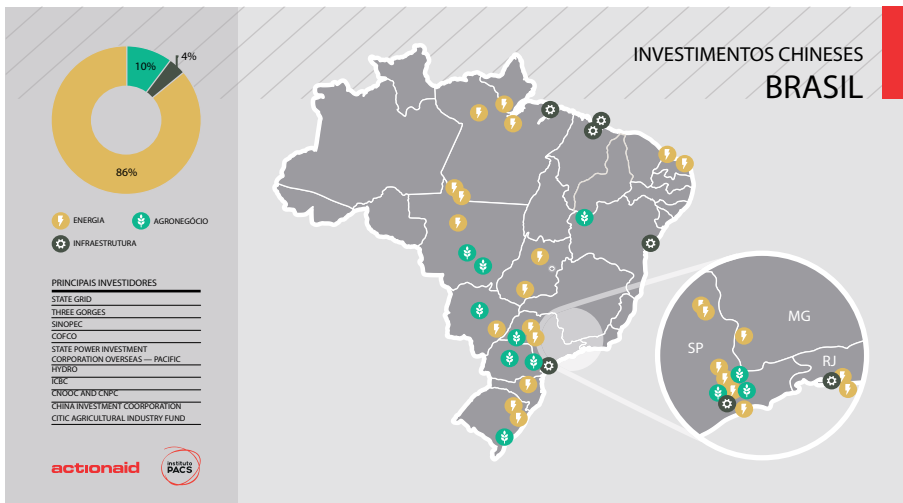 INVESTIMENTOS CHINESES
BRASIL
10%
4%
86%
ENERGIA
AGRONEGÓCIO
INFRAESTRUTURA
PRINCIPAIS INVESTIDORES
STATE GRID
THREE GORGES
SINOPEC
COFCO
STATE POWER INVESTMENT
CORPORATION OVERSEAS — PACIFIC
HYDRO
ICBC
CNOOC AND CNPC
CHINA INVESTMENT COORPORATION
CITIC AGRICULTURAL INDUSTRY FUND
actionaid
instituto
PACS
MG
SP
RJ